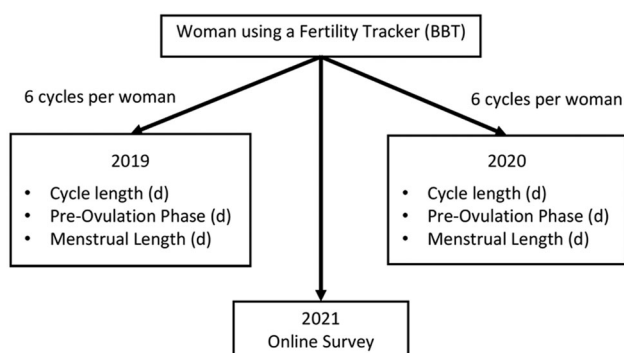 Woman using a Fertility Tracker (BBT)
6 cycles per woman
6 cycles per woman
2019
• Cycle length (d)
• Pre-Ovulation Phase (d)
• Menstrual Length (d)
2020
• Cycle length (d)
• Pre-Ovulation Phase (d)
• Menstrual Length (d)
2021
Online Survey